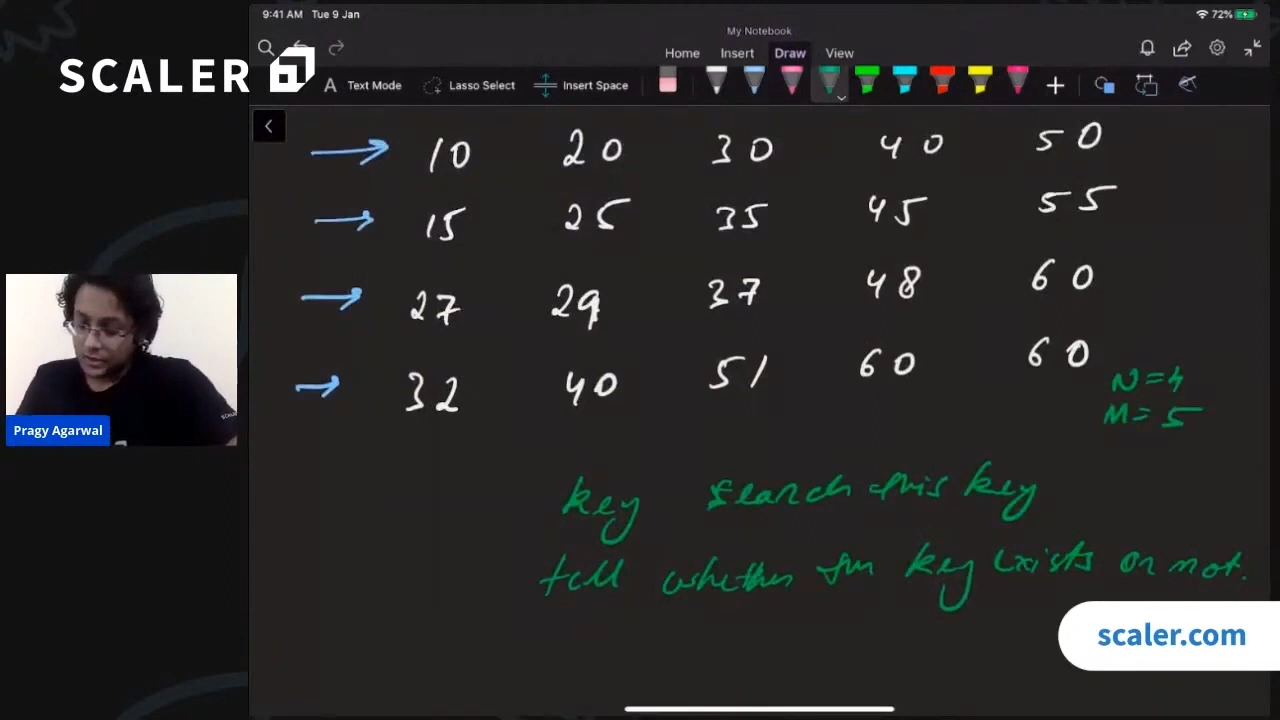 9:41 AM Tue 9 Jan
72%
My Notebook
SCALER
Home Insert Draw View
A Text Mode Lasso Select Insert Space
10 20 30 40 50
15 25 35 45 55
27 29 37 48 60
32 40 51 60 60
N=4
M=5
key search this key
tell whether the key exists or not.
Pragy Agarwal
scaler.com